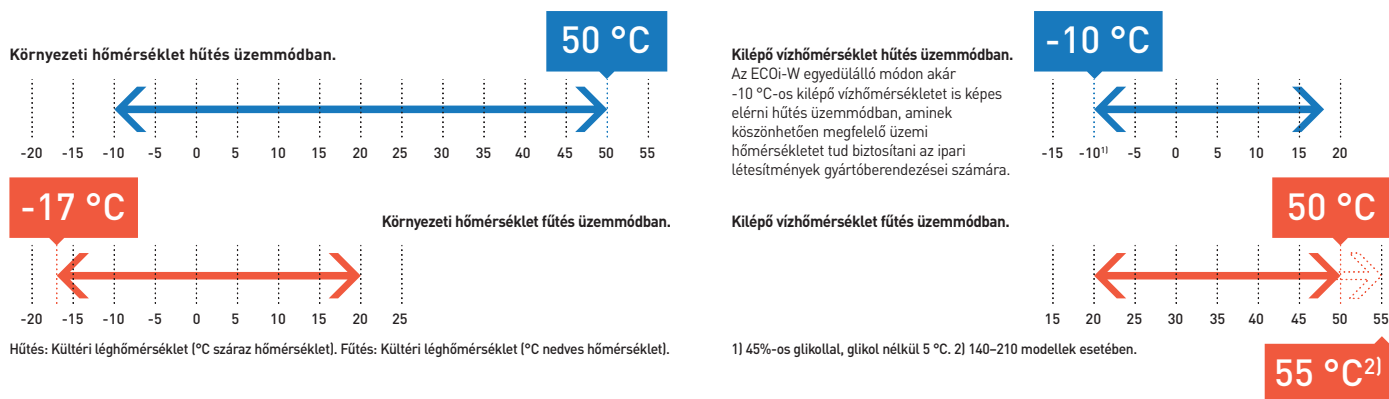 Környezeti hőmérséklet hűtés üzemmódban.
50 °C
-20 -15 -10 -5 0 5 10 15 20 25 30 35 40 45 50 55
-17 °C
Környezeti hőmérséklet fűtés üzemmódban.
-20 -15 -10 -5 0 5 10 15 20 25
Hűtés: Kültéri léghőmérséklet (°C száraz hőmérséklet). Fűtés: Kültéri léghőmérséklet (°C nedves hőmérséklet).
Kilépő vízhőmérséklet hűtés üzemmódban.
Az ECOi-W egyedülálló módon akár
-10 °C-os kilépő vízhőmérsékletet is képes
elérni hűtés üzemmódban, aminek
köszönhetően megfelelő üzemi
hőmérsékletet tud biztosítani az ipari
létesítmények gyártóberendezései számára.
-10 °C
-15 -10¹⁾ -5 0 5 10 15 20
Kilépő vízhőmérséklet fűtés üzemmódban.
50 °C
15 20 25 30 35 40 45 50 55
1) 45%-os glikollal, glikol nélkül 5 °C. 2) 140–210 modellek esetében.
55 °C²⁾